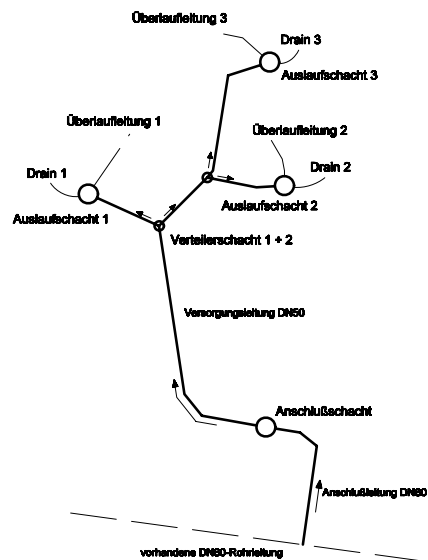 Überlaufleitung 3
Drain 3
Auslaufschacht 3
Überlaufleitung 1
Überlaufleitung 2
Drain 1
Drain 2
Auslaufschacht 1
Auslaufschacht 2
Verteilerschacht 1 + 2
Versorgungsleitung DN50
Anschlußschacht
Anschlußleitung DN80
vorhandene DN80-Rohrleitung